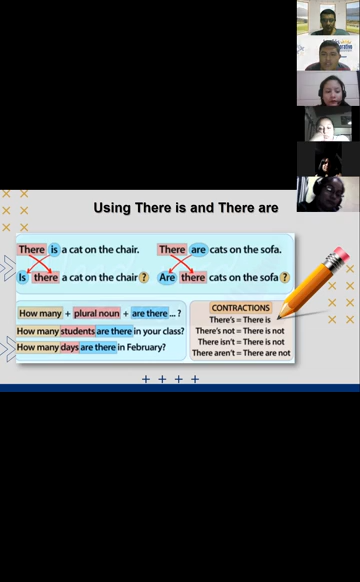 Using There is and There are
There is a cat on the chair.
There are cats on the sofa.
Is there a cat on the chair?
Are there cats on the sofa?
How many + plural noun + are there ... ?
How many students are there in your class?
How many days are there in February?
CONTRACTIONS
There's = There is
There's not = There is not
There isn't = There is not
There aren't = There are not